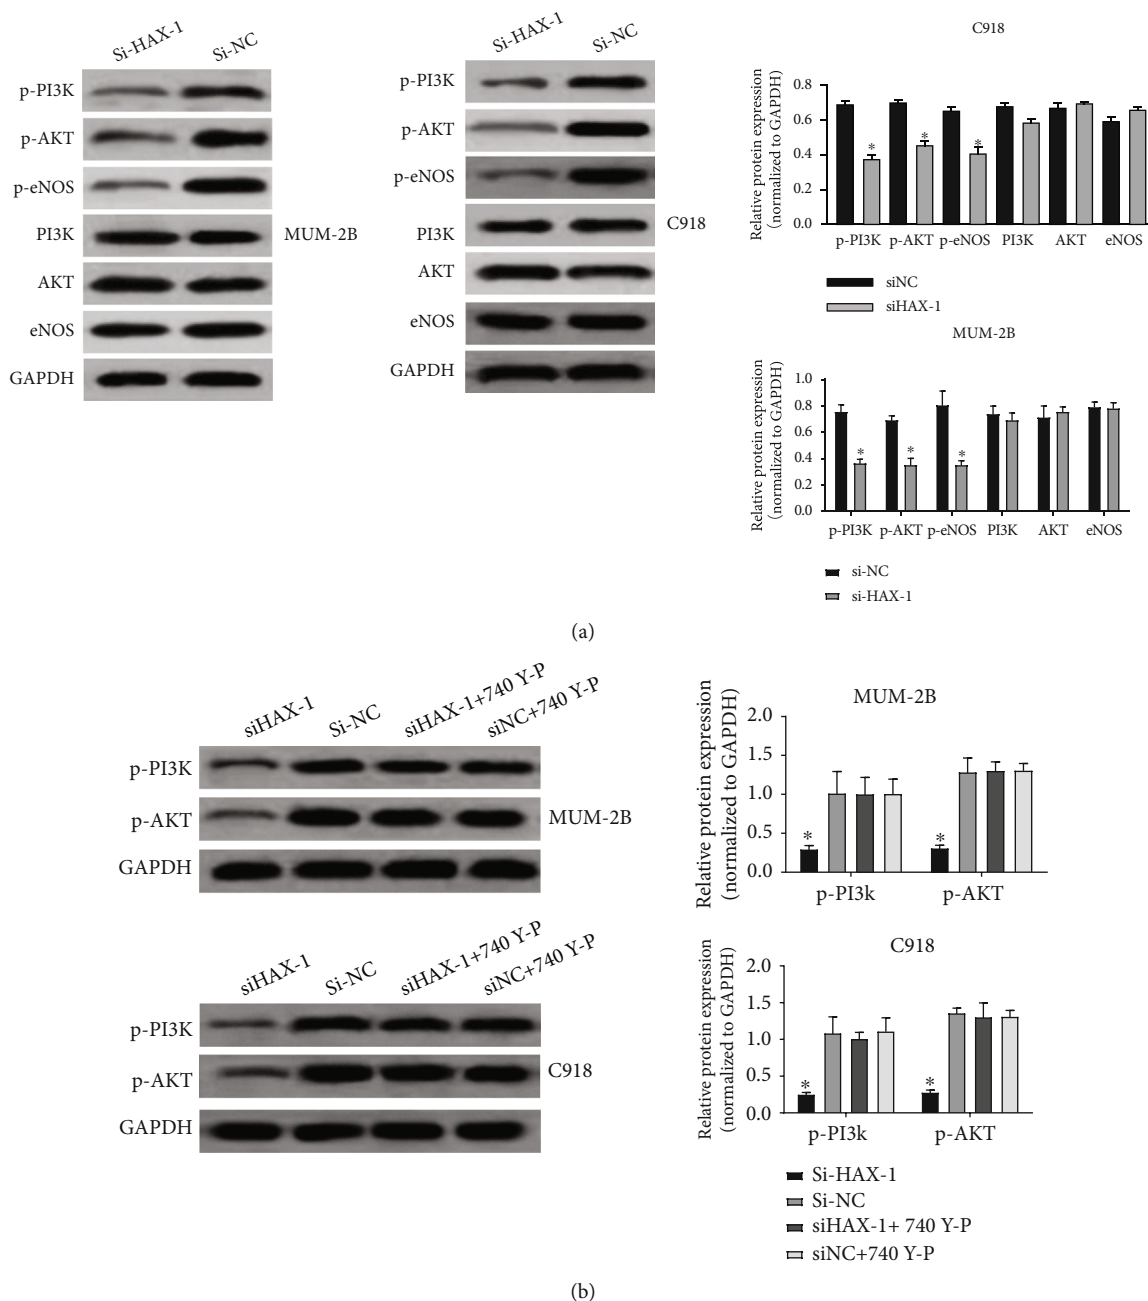 Si-HAX-1 Si-NC
p-PI3K
p-AKT
p-eNOS
PI3K
AKT
eNOS
GAPDH
MUM-2B
Si-HAX-1 Si-NC
p-PI3K
p-AKT
p-eNOS
PI3K
AKT
eNOS
GAPDH
C918
C918
Relative protein expression
(normalized to GAPDH)
0.8
0.6
0.4
0.2
0.0
* * *
p-PI3K p-AKT p-eNOS PI3K AKT eNOS
siNC
siHAX-1
MUM-2B
Relative protein expression
(normalized to GAPDH)
1.0
0.8
0.6
0.4
0.2
0.0
* * *
p-PI3K p-AKT p-eNOS PI3K AKT eNOS
si-NC
si-HAX-1
(a)
siHAX-1 Si-NC siHAX-1+740 Y-P siNC+740 Y-P
p-PI3K
p-AKT
GAPDH
MUM-2B
MUM-2B
Relative protein expression
(normalized to GAPDH)
2.0
1.5
1.0
0.5
0.0
* *
p-PI3k p-AKT
siHAX-1 Si-NC siHAX-1+740 Y-P siNC+740 Y-P
p-PI3K
p-AKT
GAPDH
C918
C918
Relative protein expression
(normalized to GAPDH)
2.0
1.5
1.0
0.5
0.0
* *
p-PI3k p-AKT
Si-HAX-1
Si-NC
siHAX-1+ 740 Y-P
siNC+740 Y-P
(b)